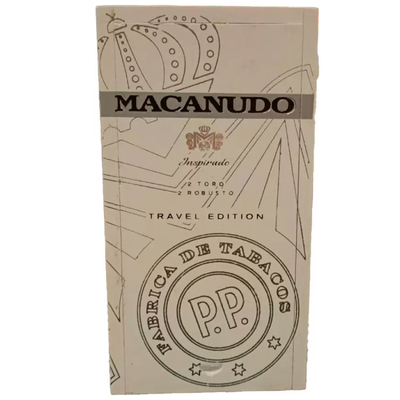 MACANUDO
Inspirado
2 TORO
2 ROBUSTO
TRAVEL EDITION
FABRICA DE TABACOS
P.P.